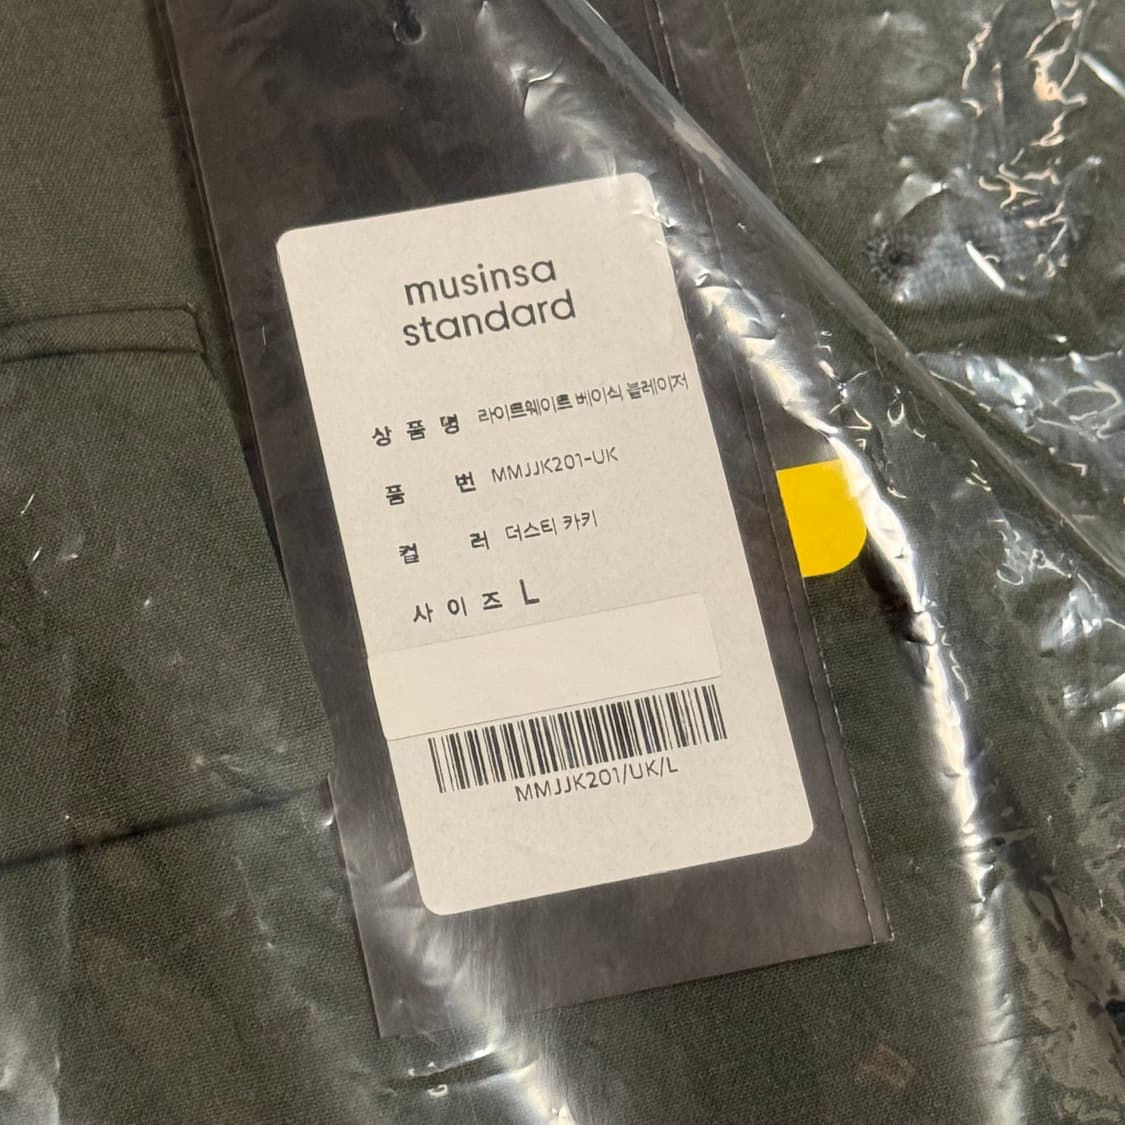 musinsa
standard
상품명 라이트웨이트 베이식 블레이저
품번 MMJJK201-UK
컬러 더스티 카키
사이즈 L
MMJJK201/UK/L